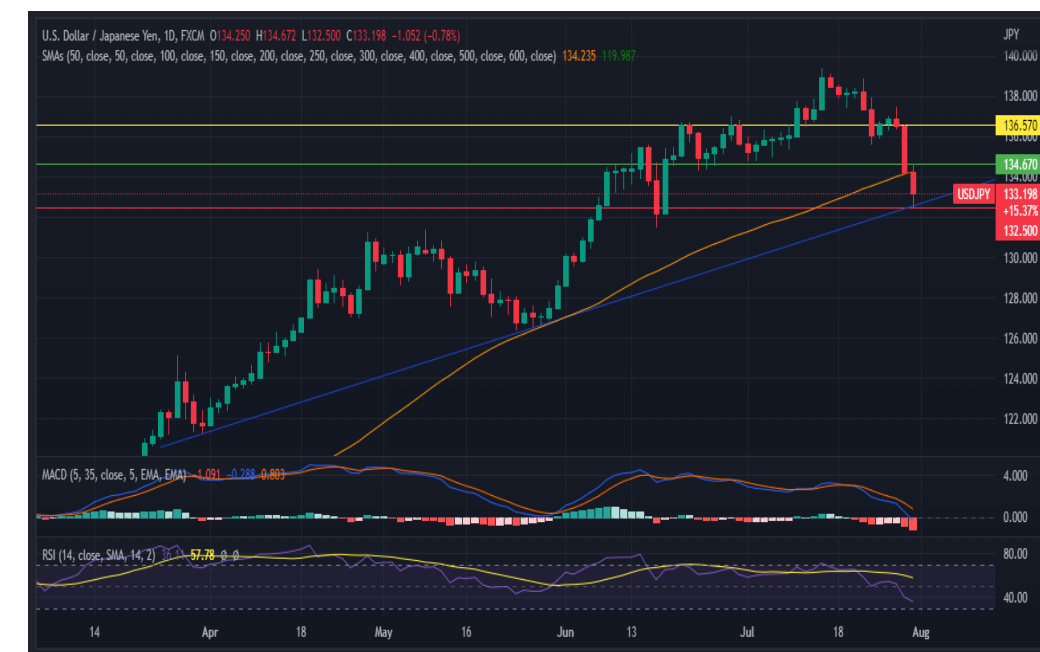 U.S. Dollar / Japanese Yen, 1D, FXCM O134.250 H134.672 L132.500 C133.198 -1.052 (-0.78%)
JPY
SMAs (50, close, 50, close, 100, close, 150, close, 200, close, 250, close, 300, close, 400, close, 500, close, 600, close) 134.235 119.987
140.000
138.000
136.570
136.000
134.670
134.000
USDJPY 133.198
+15.37%
132.500
130.000
128.000
126.000
124.000
122.000
MACD (5, 35, close, 5, EMA, EMA) -1.091 -0.288 0.803
4.000
0.000
RSI (14, close, SMA, 14, 2) 57.78 Ø Ø
80.00
40.00
14 Apr 18 May 16 Jun 13 Jul 18 Aug